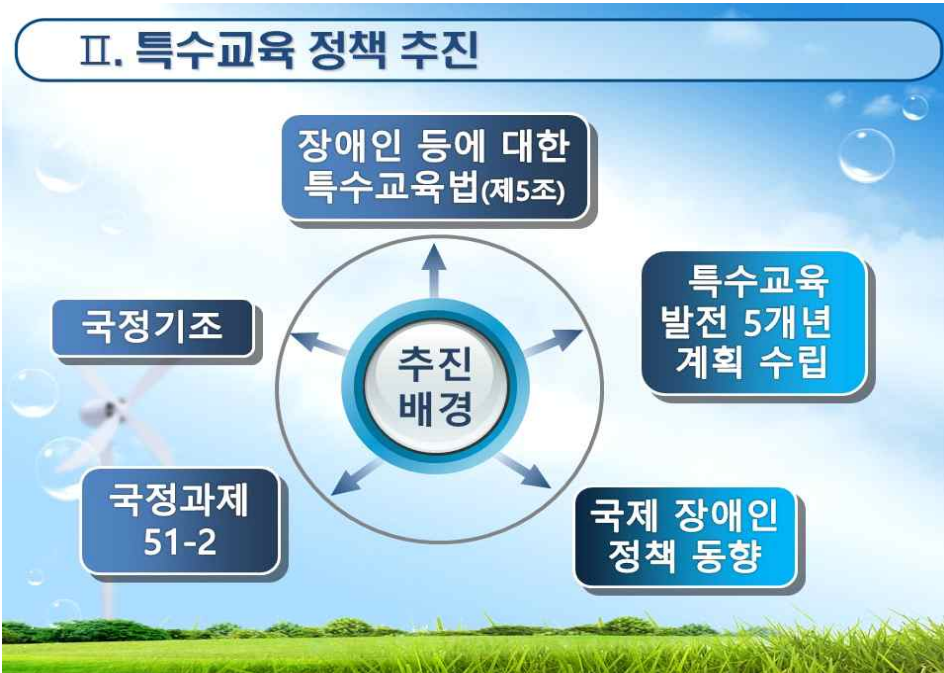 Ⅱ. 특수교육 정책 추진
장애인 등에 대한
특수교육법(제5조)
특수교육
발전 5개년
계획 수립
국정기조
추진
배경
국정과제
51-2
국제 장애인
정책 동향